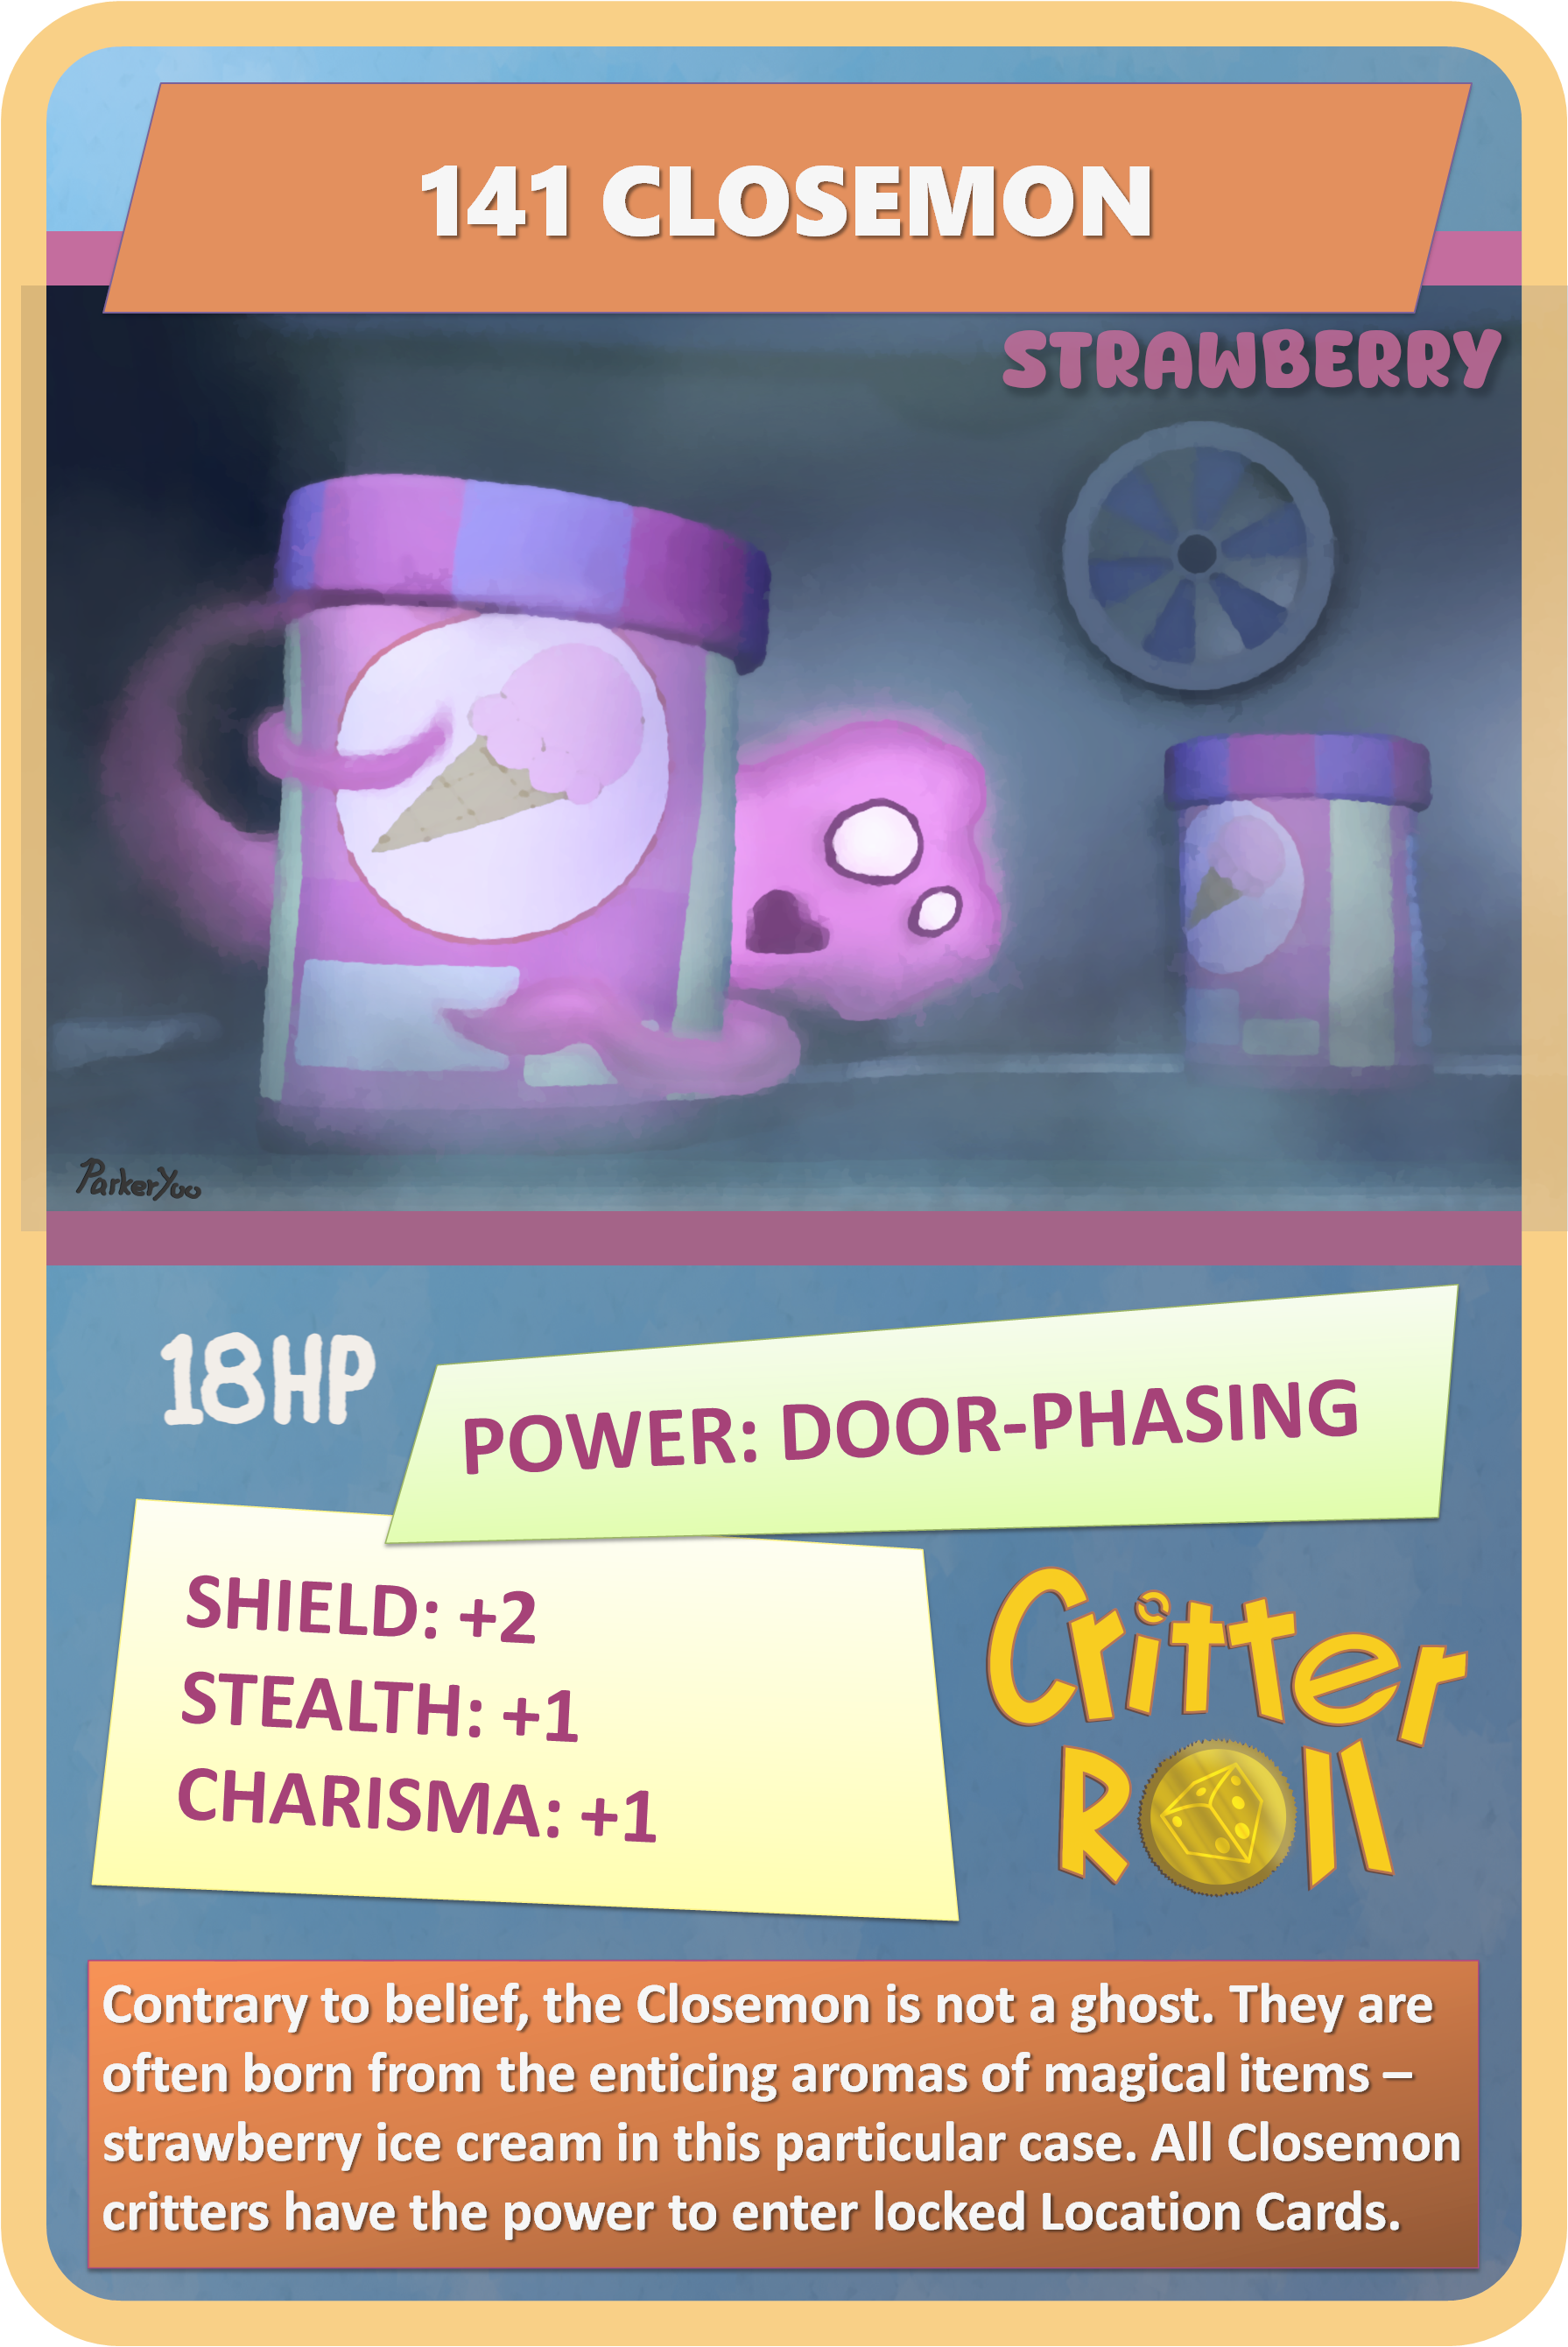 141 CLOSEMON
STRAWBERRY
ParkerYoo
18HP
POWER: DOOR-PHASING
SHIELD: +2
STEALTH: +1
CHARISMA: +1
Critter
Roll
Contrary to belief, the Closemon is not a ghost. They are
often born from the enticing aromas of magical items –
strawberry ice cream in this particular case. All Closemon
critters have the power to enter locked Location Cards.